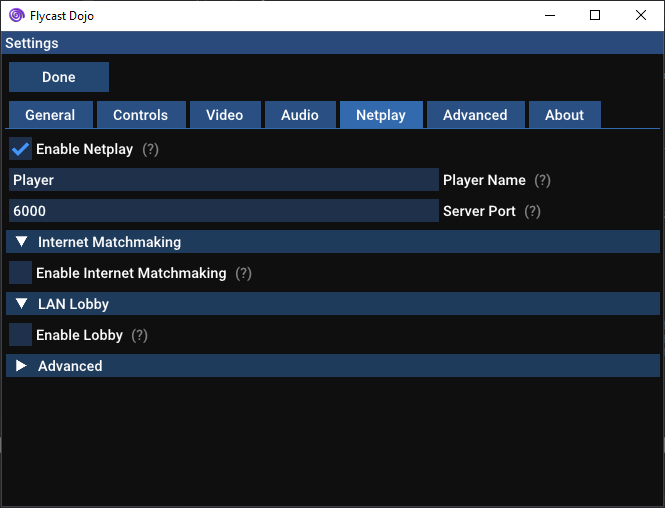 Flycast Dojo
Settings
Done
General Controls Video Audio Netplay Advanced About
Enable Netplay (?)
Player Player Name (?)
6000 Server Port (?)
Internet Matchmaking
Enable Internet Matchmaking (?)
LAN Lobby
Enable Lobby (?)
Advanced